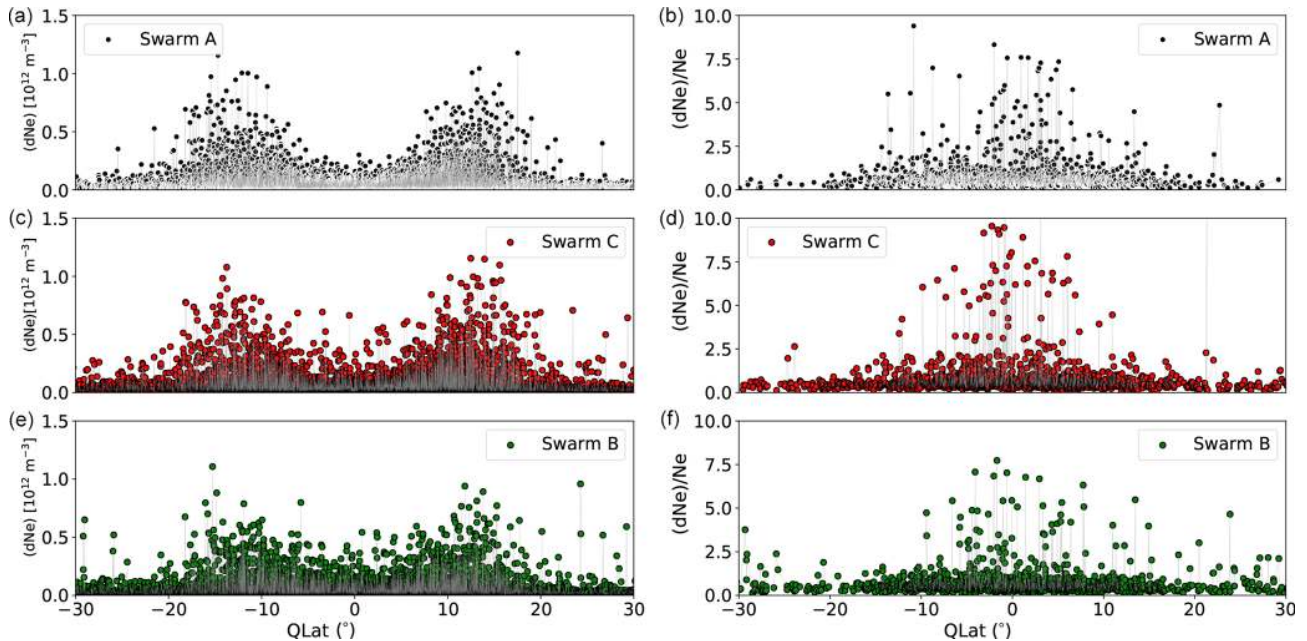 (a)
(b)
1.5
1.0
0.5
0.0
(dNe) [10¹² m⁻³]
Swarm A
10.0
7.5
5.0
2.5
0.0
(dNe)/Ne
Swarm A
(c)
(d)
1.5
1.0
0.5
0.0
(dNe)[10¹² m⁻³]
Swarm C
10.0
7.5
5.0
2.5
0.0
(dNe)/Ne
Swarm C
(e)
(f)
1.5
1.0
0.5
0.0
(dNe) [10¹² m⁻³]
Swarm B
10.0
7.5
5.0
2.5
0.0
(dNe)/Ne
Swarm B
−30 −20 −10 0 10 20 30
QLat (°)
−30 −20 −10 0 10 20 30
QLat (°)